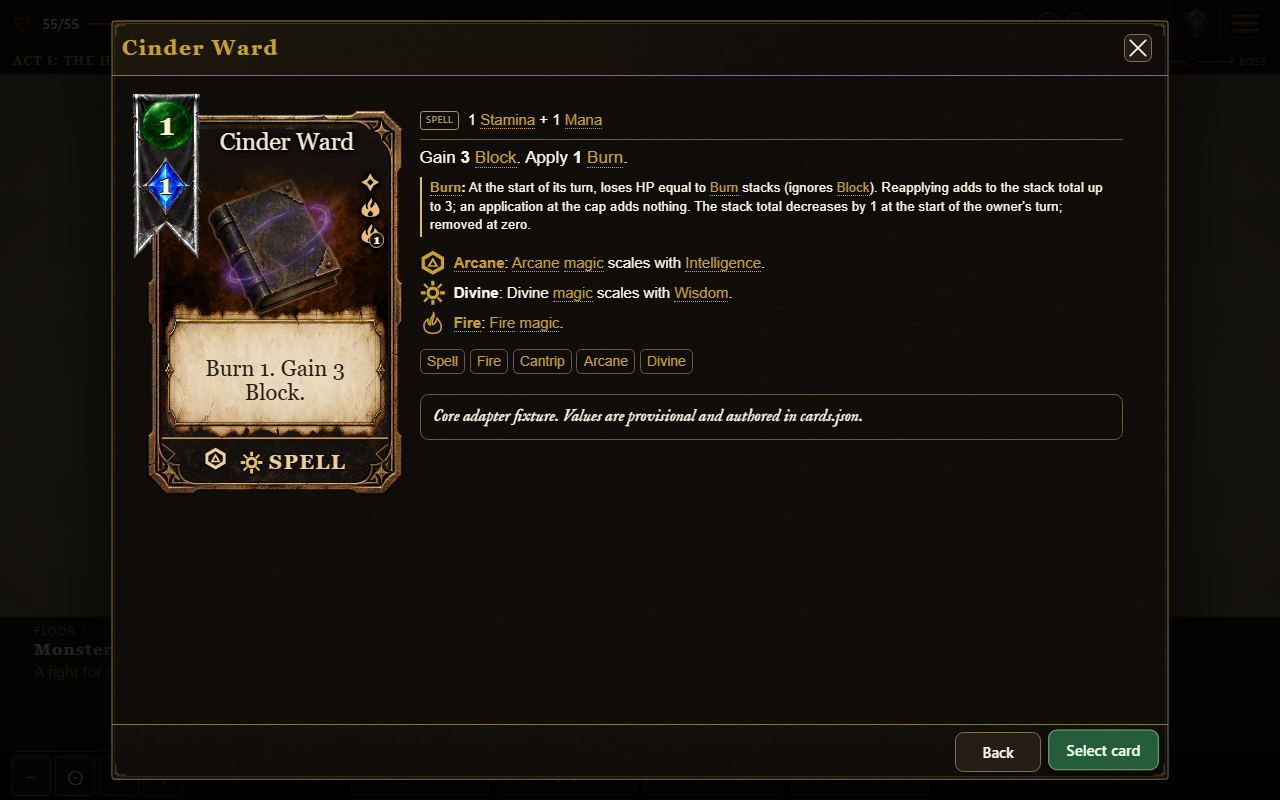 55/55
ACT I: THE H
BOSS
Cinder Ward
1
Cinder Ward
1
1
Burn 1. Gain 3
Block.
SPELL
SPELL 1 Stamina + 1 Mana
Gain 3 Block. Apply 1 Burn.
Burn: At the start of its turn, loses HP equal to Burn stacks (ignores Block). Reapplying adds to the stack total up
to 3; an application at the cap adds nothing. The stack total decreases by 1 at the start of the owner's turn;
removed at zero.
Arcane: Arcane magic scales with Intelligence.
Divine: Divine magic scales with Wisdom.
Fire: Fire magic.
Spell Fire Cantrip Arcane Divine
Core adapter fixture. Values are provisional and authored in cards.json.
FLOOR 1
Monster
A fight for
Back Select card